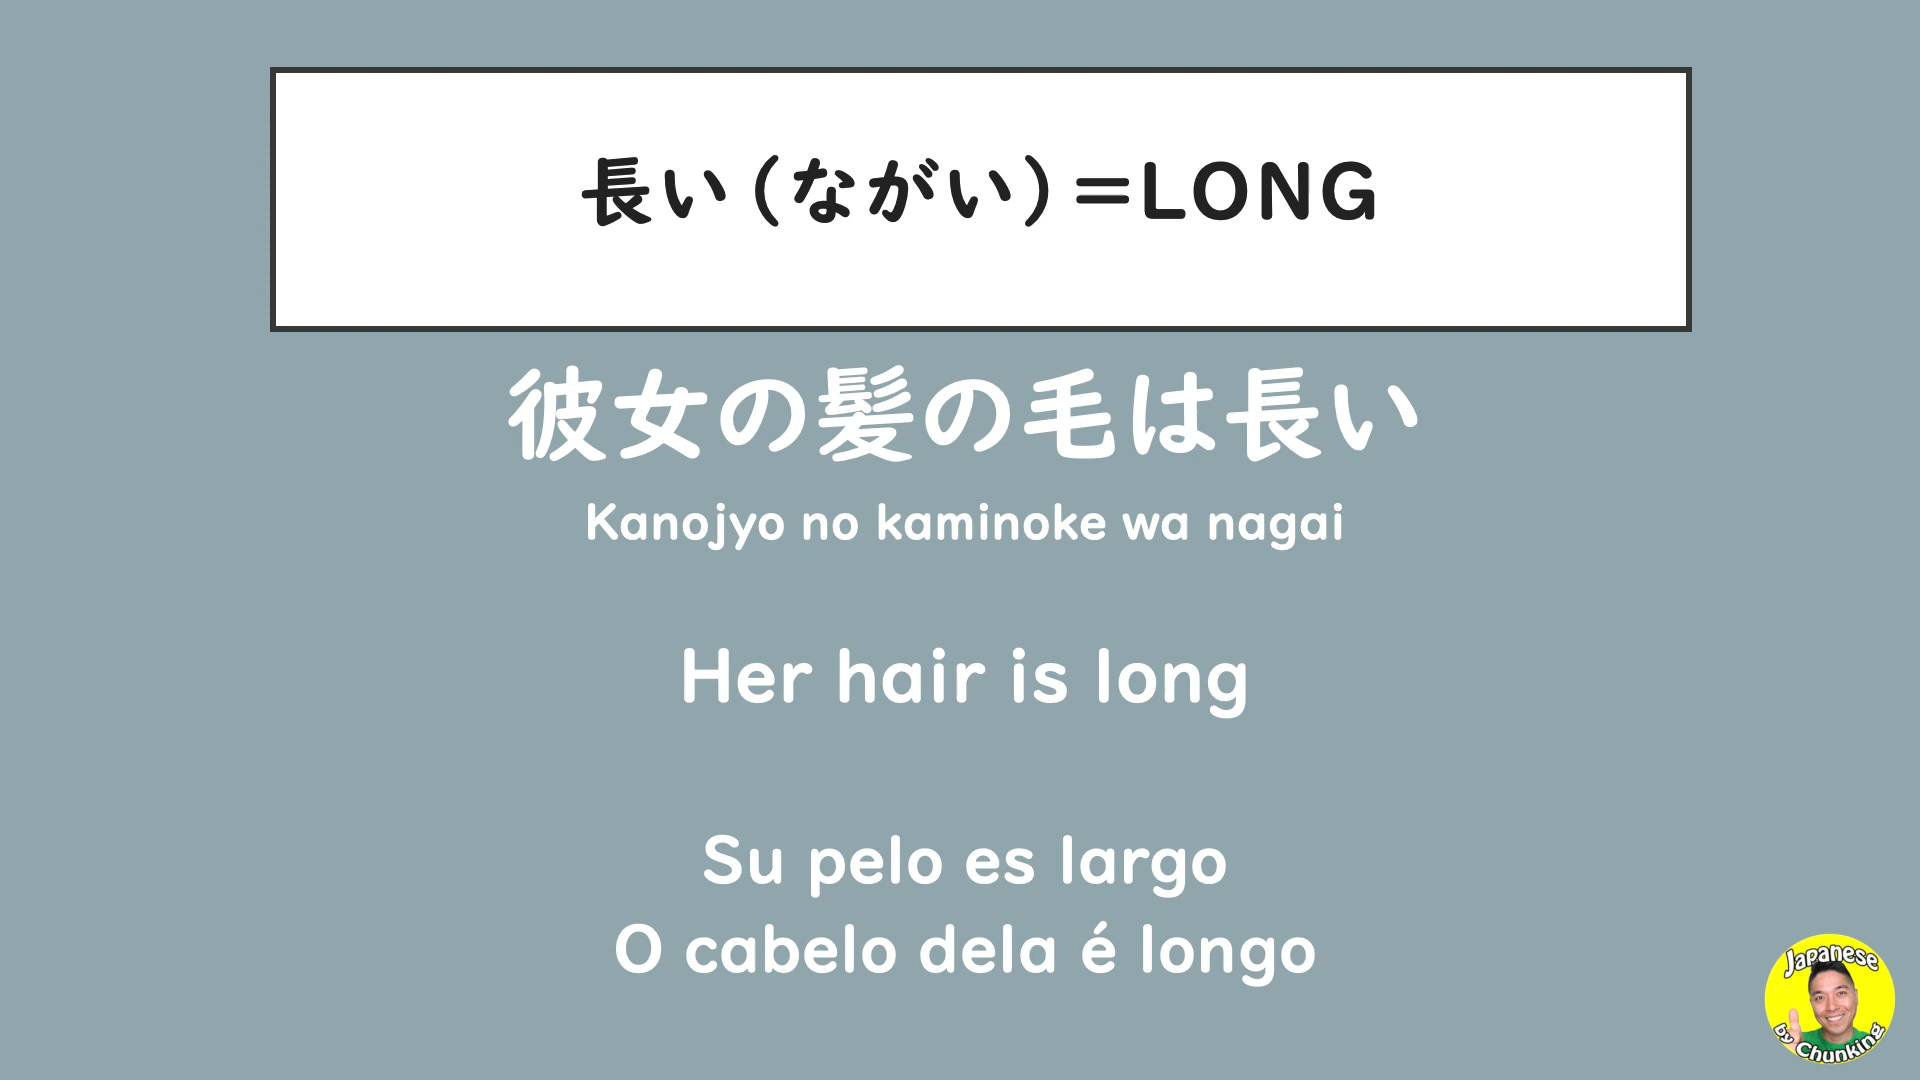 長い（ながい）＝LONG
彼女の髪の毛は長い
Kanojyo no kaminoke wa nagai
Her hair is long
Su pelo es largo
O cabelo dela é longo
Japanese
by Chunking